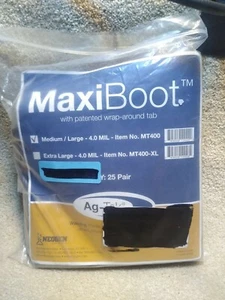 MaxiBoot™
with patented wrap-around tab
Medium / Large - 4.0 MIL - Item No. MT400
Extra Large - 4.0 MIL - Item No. MT400-XL
Y: 25 Pair
Ag-Tek